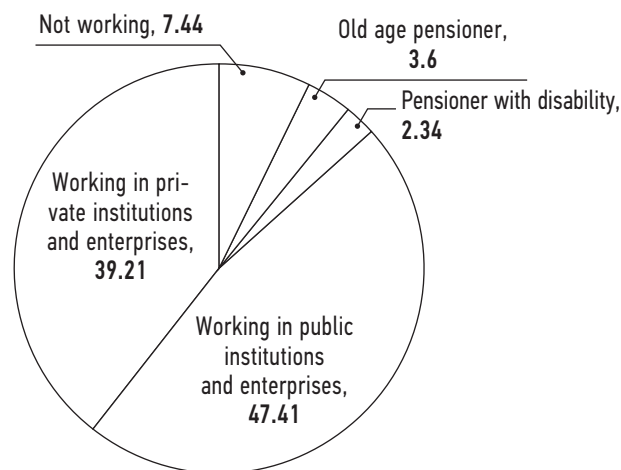 Not working, 7.44
Old age pensioner,
3.6
Pensioner with disability,
2.34
Working in pri-
vate institutions
and enterprises,
39.21
Working in public
institutions
and enterprises,
47.41